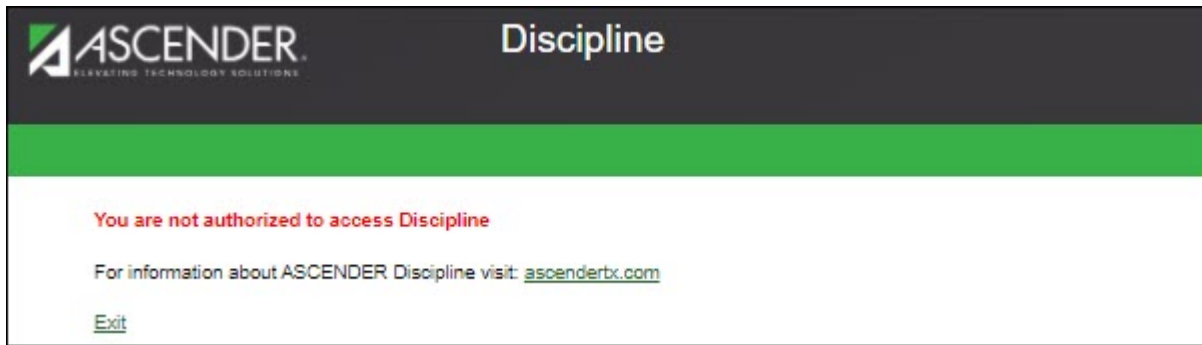 ASCENDER.
ELEVATING TECHNOLOGY SOLUTIONS
Discipline
You are not authorized to access Discipline
For information about ASCENDER Discipline visit: ascendertx.com
Exit